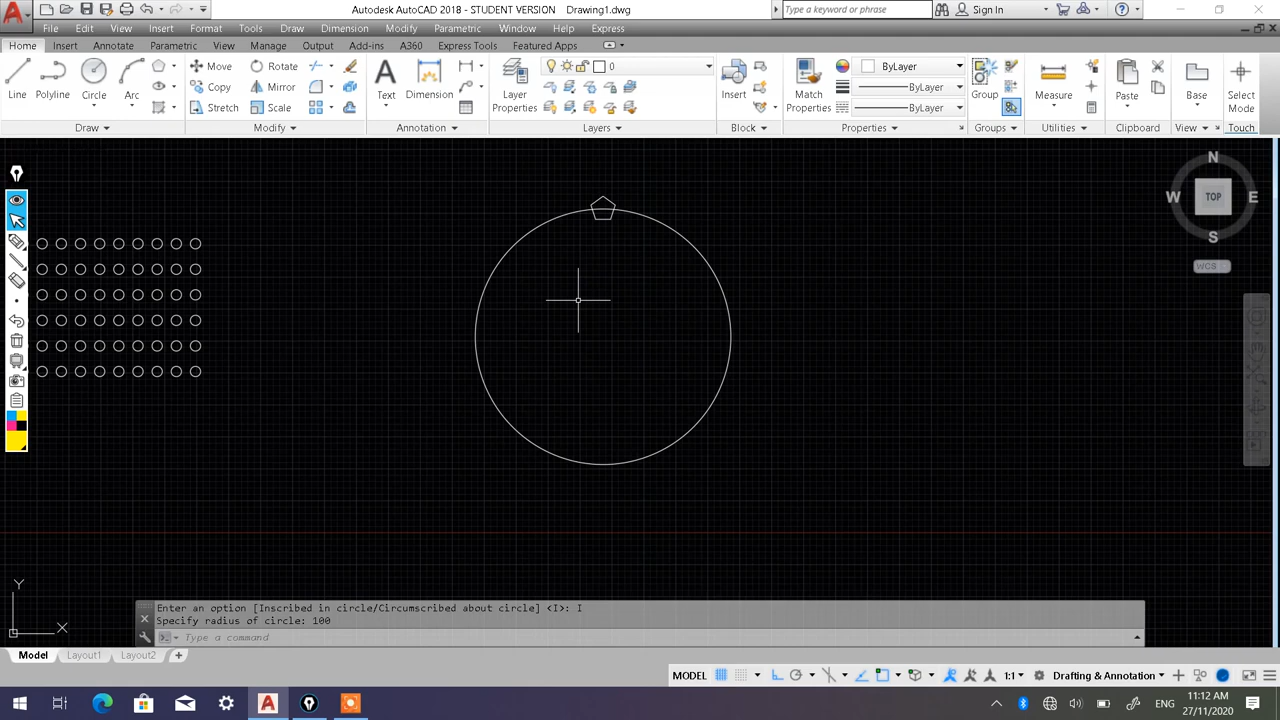 Autodesk AutoCAD 2018 - STUDENT VERSION Drawing1.dwg
Type a keyword or phrase
Sign In
File Edit View Insert Format Tools Draw Dimension Modify Parametric Window Help Express
Home Insert Annotate Parametric View Manage Output Add-ins A360 Express Tools Featured Apps
Line
Polyline
Circle
Arc
Move
Copy
Stretch
Rotate
Mirror
Scale
Text
Dimension
Layer
Properties
0
Insert
Match
Properties
ByLayer
ByLayer
ByLayer
Group
Measure
Paste
Base
Select
Mode
Draw Modify Annotation Layers Block Properties Groups Utilities Clipboard View Touch
N
W TOP E
S
WCS
Y
X
Enter an option [Inscribed in circle/Circumscribed about circle] <I>: I
Specify radius of circle: 100
Type a command
Model Layout1 Layout2
MODEL 1:1 Drafting & Annotation
ENG
11:12 AM
27/11/2020